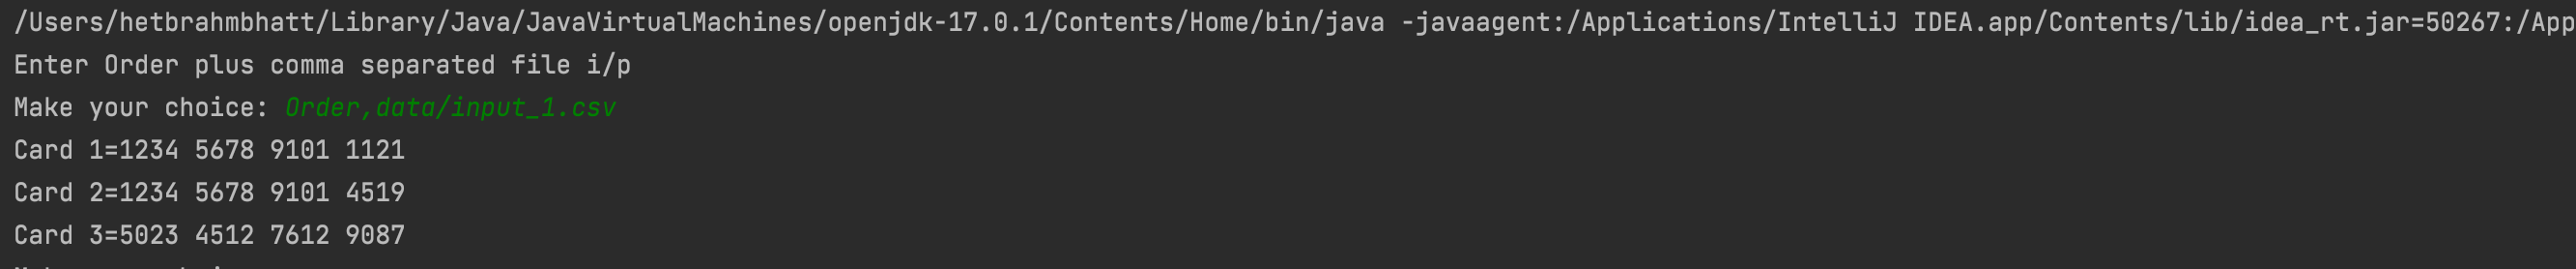 /Users/hetbrahmbhatt/Library/Java/JavaVirtualMachines/openjdk-17.0.1/Contents/Home/bin/java -javaagent:/Applications/IntelliJ IDEA.app/Contents/lib/idea_rt.jar=50267:/App
Enter Order plus comma separated file i/p
Make your choice: Order,data/input_1.csv
Card 1=1234 5678 9101 1121
Card 2=1234 5678 9101 4519
Card 3=5023 4512 7612 9087